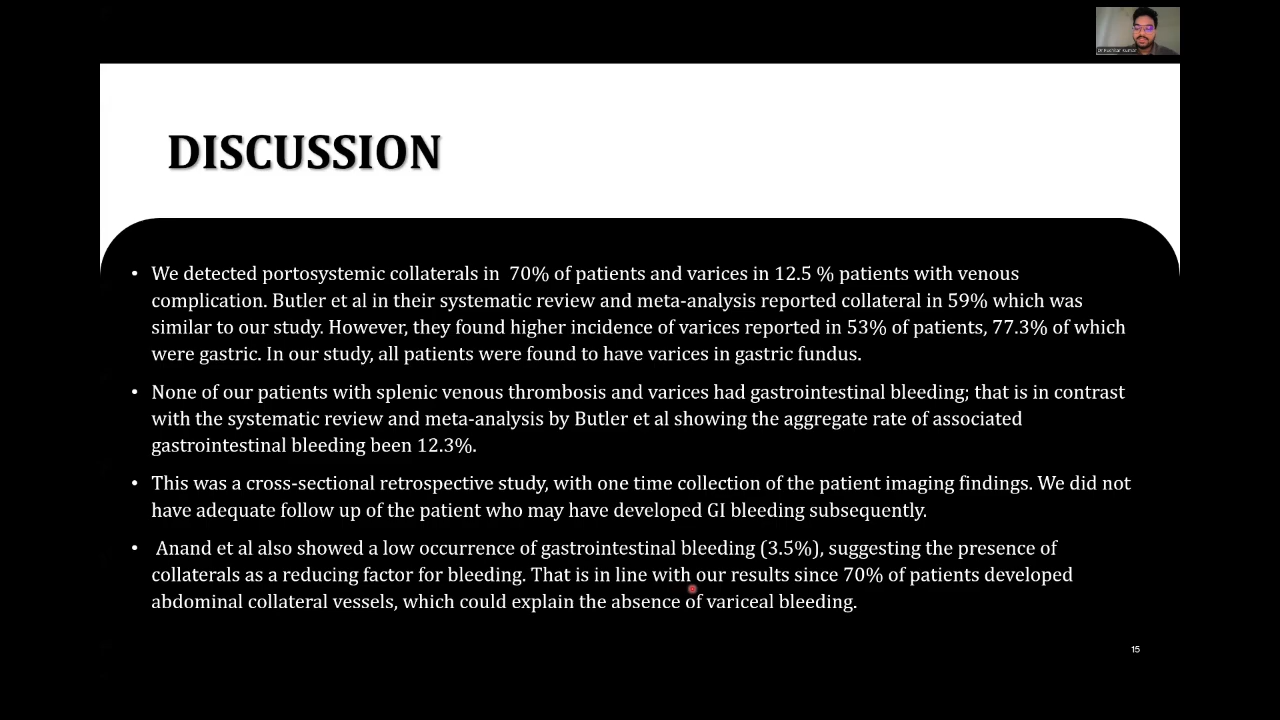 DISCUSSION
• We detected portosystemic collaterals in  70% of patients and varices in 12.5 % patients with venous
complication. Butler et al in their systematic review and meta-analysis reported collateral in 59% which was
similar to our study. However, they found higher incidence of varices reported in 53% of patients, 77.3% of which
were gastric. In our study, all patients were found to have varices in gastric fundus.
• None of our patients with splenic venous thrombosis and varices had gastrointestinal bleeding; that is in contrast
with the systematic review and meta-analysis by Butler et al showing the aggregate rate of associated
gastrointestinal bleeding been 12.3%.
• This was a cross-sectional retrospective study, with one time collection of the patient imaging findings. We did not
have adequate follow up of the patient who may have developed GI bleeding subsequently.
• Anand et al also showed a low occurrence of gastrointestinal bleeding (3.5%), suggesting the presence of
collaterals as a reducing factor for bleeding. That is in line with our results since 70% of patients developed
abdominal collateral vessels, which could explain the absence of variceal bleeding.
15